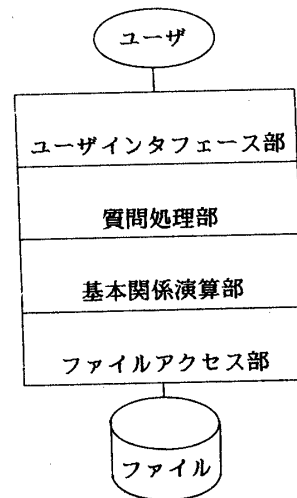 ユーザ
ユーザインタフェース部
質問処理部
基本関係演算部
ファイルアクセス部
ファイル